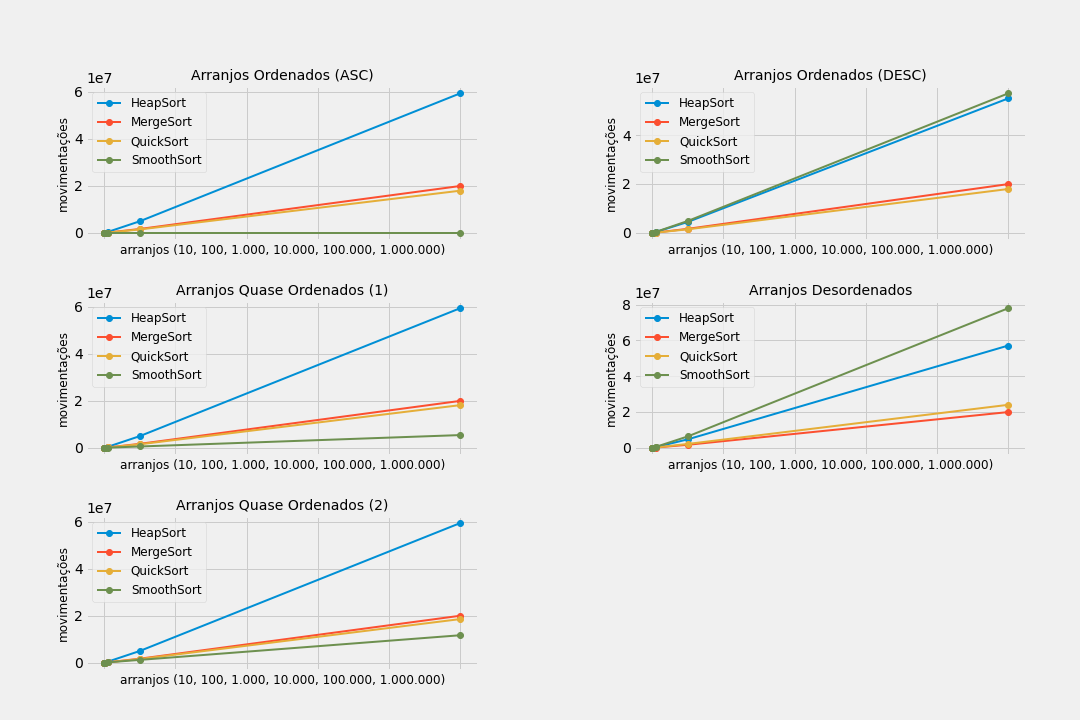 Arranjos Ordenados (ASC)
1e7
6
4
2
0
movimentações
HeapSort
MergeSort
QuickSort
SmoothSort
arranjos (10, 100, 1.000, 10.000, 100.000, 1.000.000)
Arranjos Ordenados (DESC)
1e7
4
2
0
movimentações
HeapSort
MergeSort
QuickSort
SmoothSort
arranjos (10, 100, 1.000, 10.000, 100.000, 1.000.000)
Arranjos Quase Ordenados (1)
1e7
6
4
2
0
movimentações
HeapSort
MergeSort
QuickSort
SmoothSort
arranjos (10, 100, 1.000, 10.000, 100.000, 1.000.000)
Arranjos Desordenados
1e7
8
6
4
2
0
movimentações
HeapSort
MergeSort
QuickSort
SmoothSort
arranjos (10, 100, 1.000, 10.000, 100.000, 1.000.000)
Arranjos Quase Ordenados (2)
1e7
6
4
2
0
movimentações
HeapSort
MergeSort
QuickSort
SmoothSort
arranjos (10, 100, 1.000, 10.000, 100.000, 1.000.000)